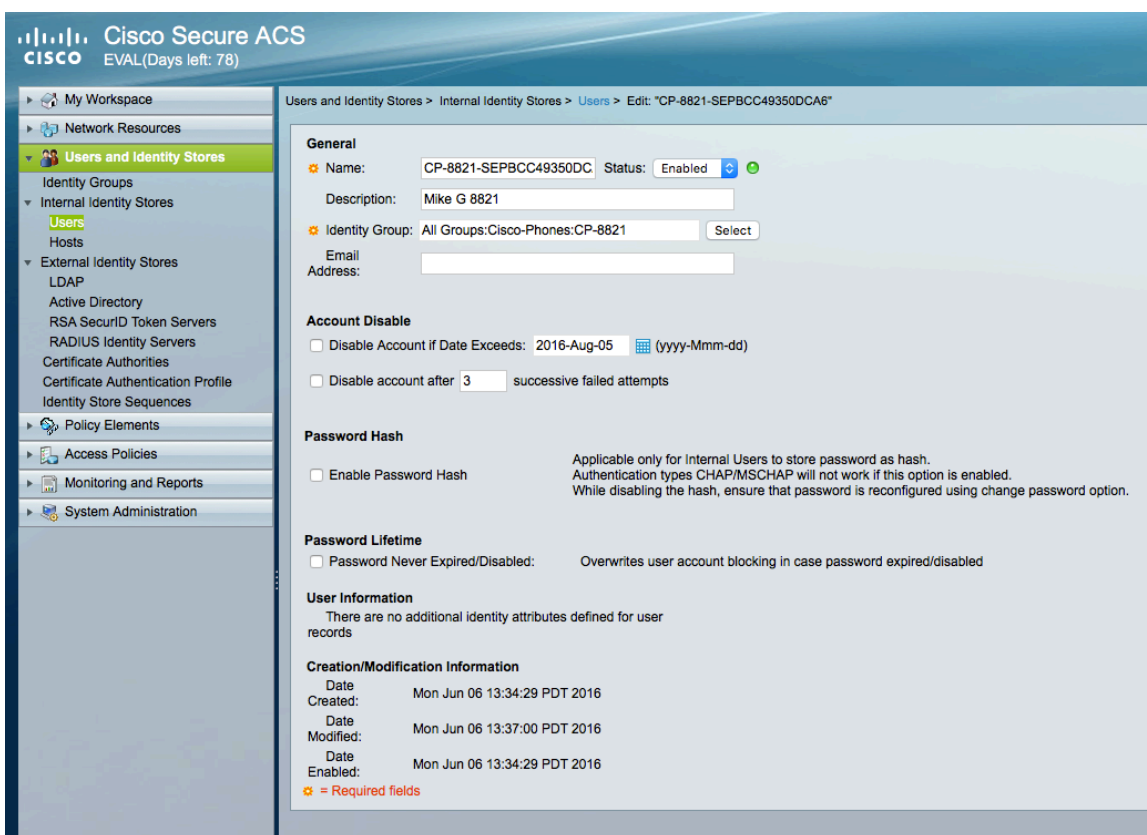 Cisco Secure ACS
CISCO
EVAL(Days left: 78)
My Workspace
Network Resources
Users and Identity Stores
Identity Groups
Internal Identity Stores
Users
Hosts
External Identity Stores
LDAP
Active Directory
RSA SecurID Token Servers
RADIUS Identity Servers
Certificate Authorities
Certificate Authentication Profile
Identity Store Sequences
Policy Elements
Access Policies
Monitoring and Reports
System Administration
Users and Identity Stores > Internal Identity Stores > Users > Edit: "CP-8821-SEPBCC49350DCA6"
General
Name: CP-8821-SEPBCC49350DC Status: Enabled
Description: Mike G 8821
Identity Group: All Groups:Cisco-Phones:CP-8821 Select
Email
Address:
Account Disable
Disable Account if Date Exceeds: 2016-Aug-05 (yyyy-Mmm-dd)
Disable account after 3 successive failed attempts
Password Hash
Enable Password Hash
Applicable only for Internal Users to store password as hash.
Authentication types CHAP/MSCHAP will not work if this option is enabled.
While disabling the hash, ensure that password is reconfigured using change password option.
Password Lifetime
Password Never Expired/Disabled: Overwrites user account blocking in case password expired/disabled
User Information
There are no additional identity attributes defined for user
records
Creation/Modification Information
Date
Created: Mon Jun 06 13:34:29 PDT 2016
Date
Modified: Mon Jun 06 13:37:00 PDT 2016
Date
Enabled: Mon Jun 06 13:34:29 PDT 2016
= Required fields